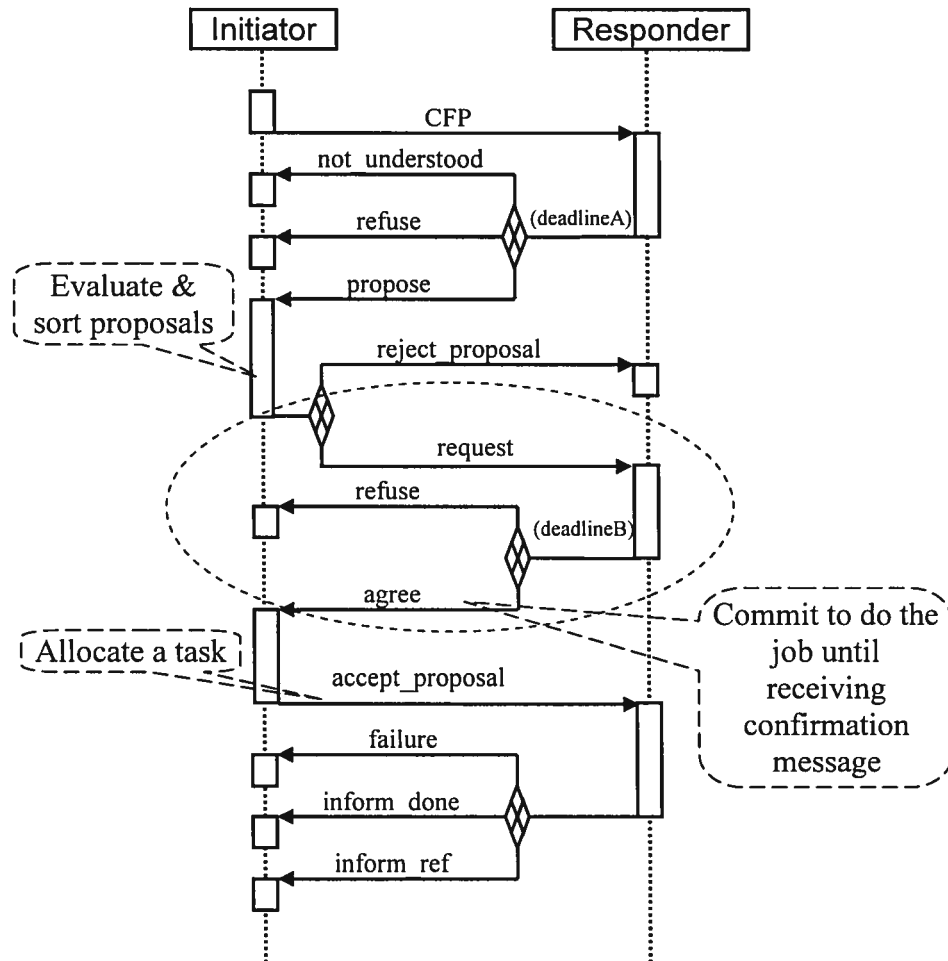 Initiator
Responder
CFP
not_understood
(deadlineA)
refuse
Evaluate &
sort proposals
propose
reject_proposal
request
refuse
(deadlineB)
agree
Commit to do the
job until
receiving
confirmation
message
Allocate a task
accept_proposal
failure
inform_done
inform_ref